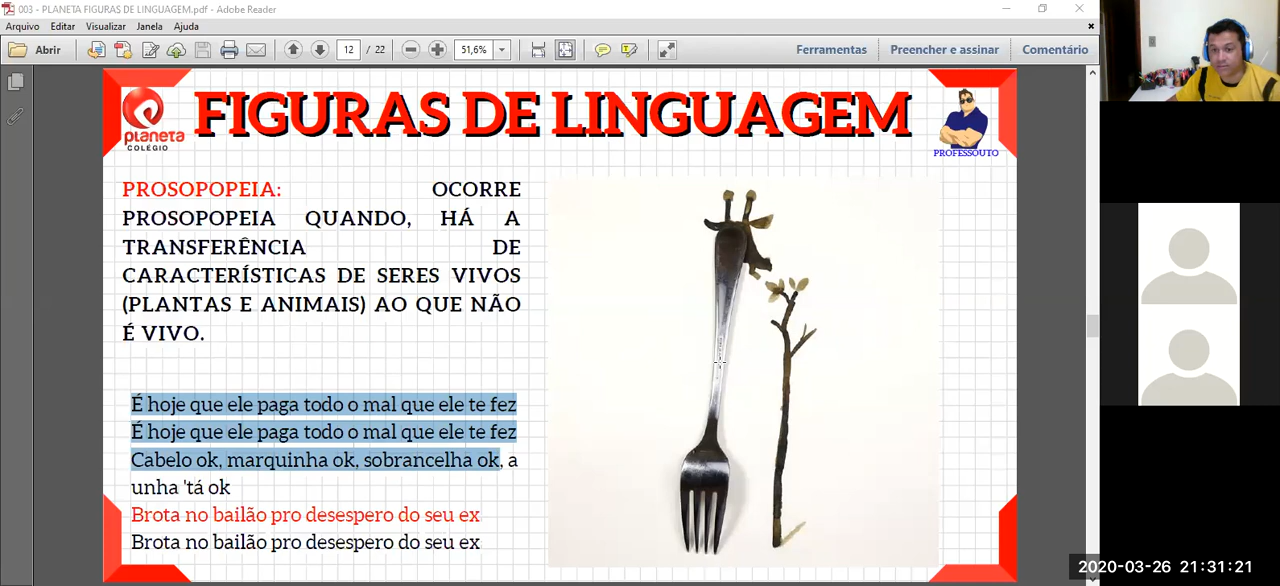 003 - PLANETA FIGURAS DE LINGUAGEM.pdf - Adobe Reader
Arquivo Editar Visualizar Janela Ajuda
Abrir 12 / 22 51,6% Ferramentas Preencher e assinar Comentário
planeta
COLÉGIO
FIGURAS DE LINGUAGEM
PROFESSOUTO
PROSOPOPEIA: OCORRE
PROSOPOPEIA QUANDO, HÁ A
TRANSFERÊNCIA DE
CARACTERÍSTICAS DE SERES VIVOS
(PLANTAS E ANIMAIS) AO QUE NÃO
É VIVO.
É hoje que ele paga todo o mal que ele te fez
É hoje que ele paga todo o mal que ele te fez
Cabelo ok, marquinha ok, sobrancelha ok, a
unha 'tá ok
Brota no bailão pro desespero do seu ex
Brota no bailão pro desespero do seu ex
2020-03-26 21:31:21